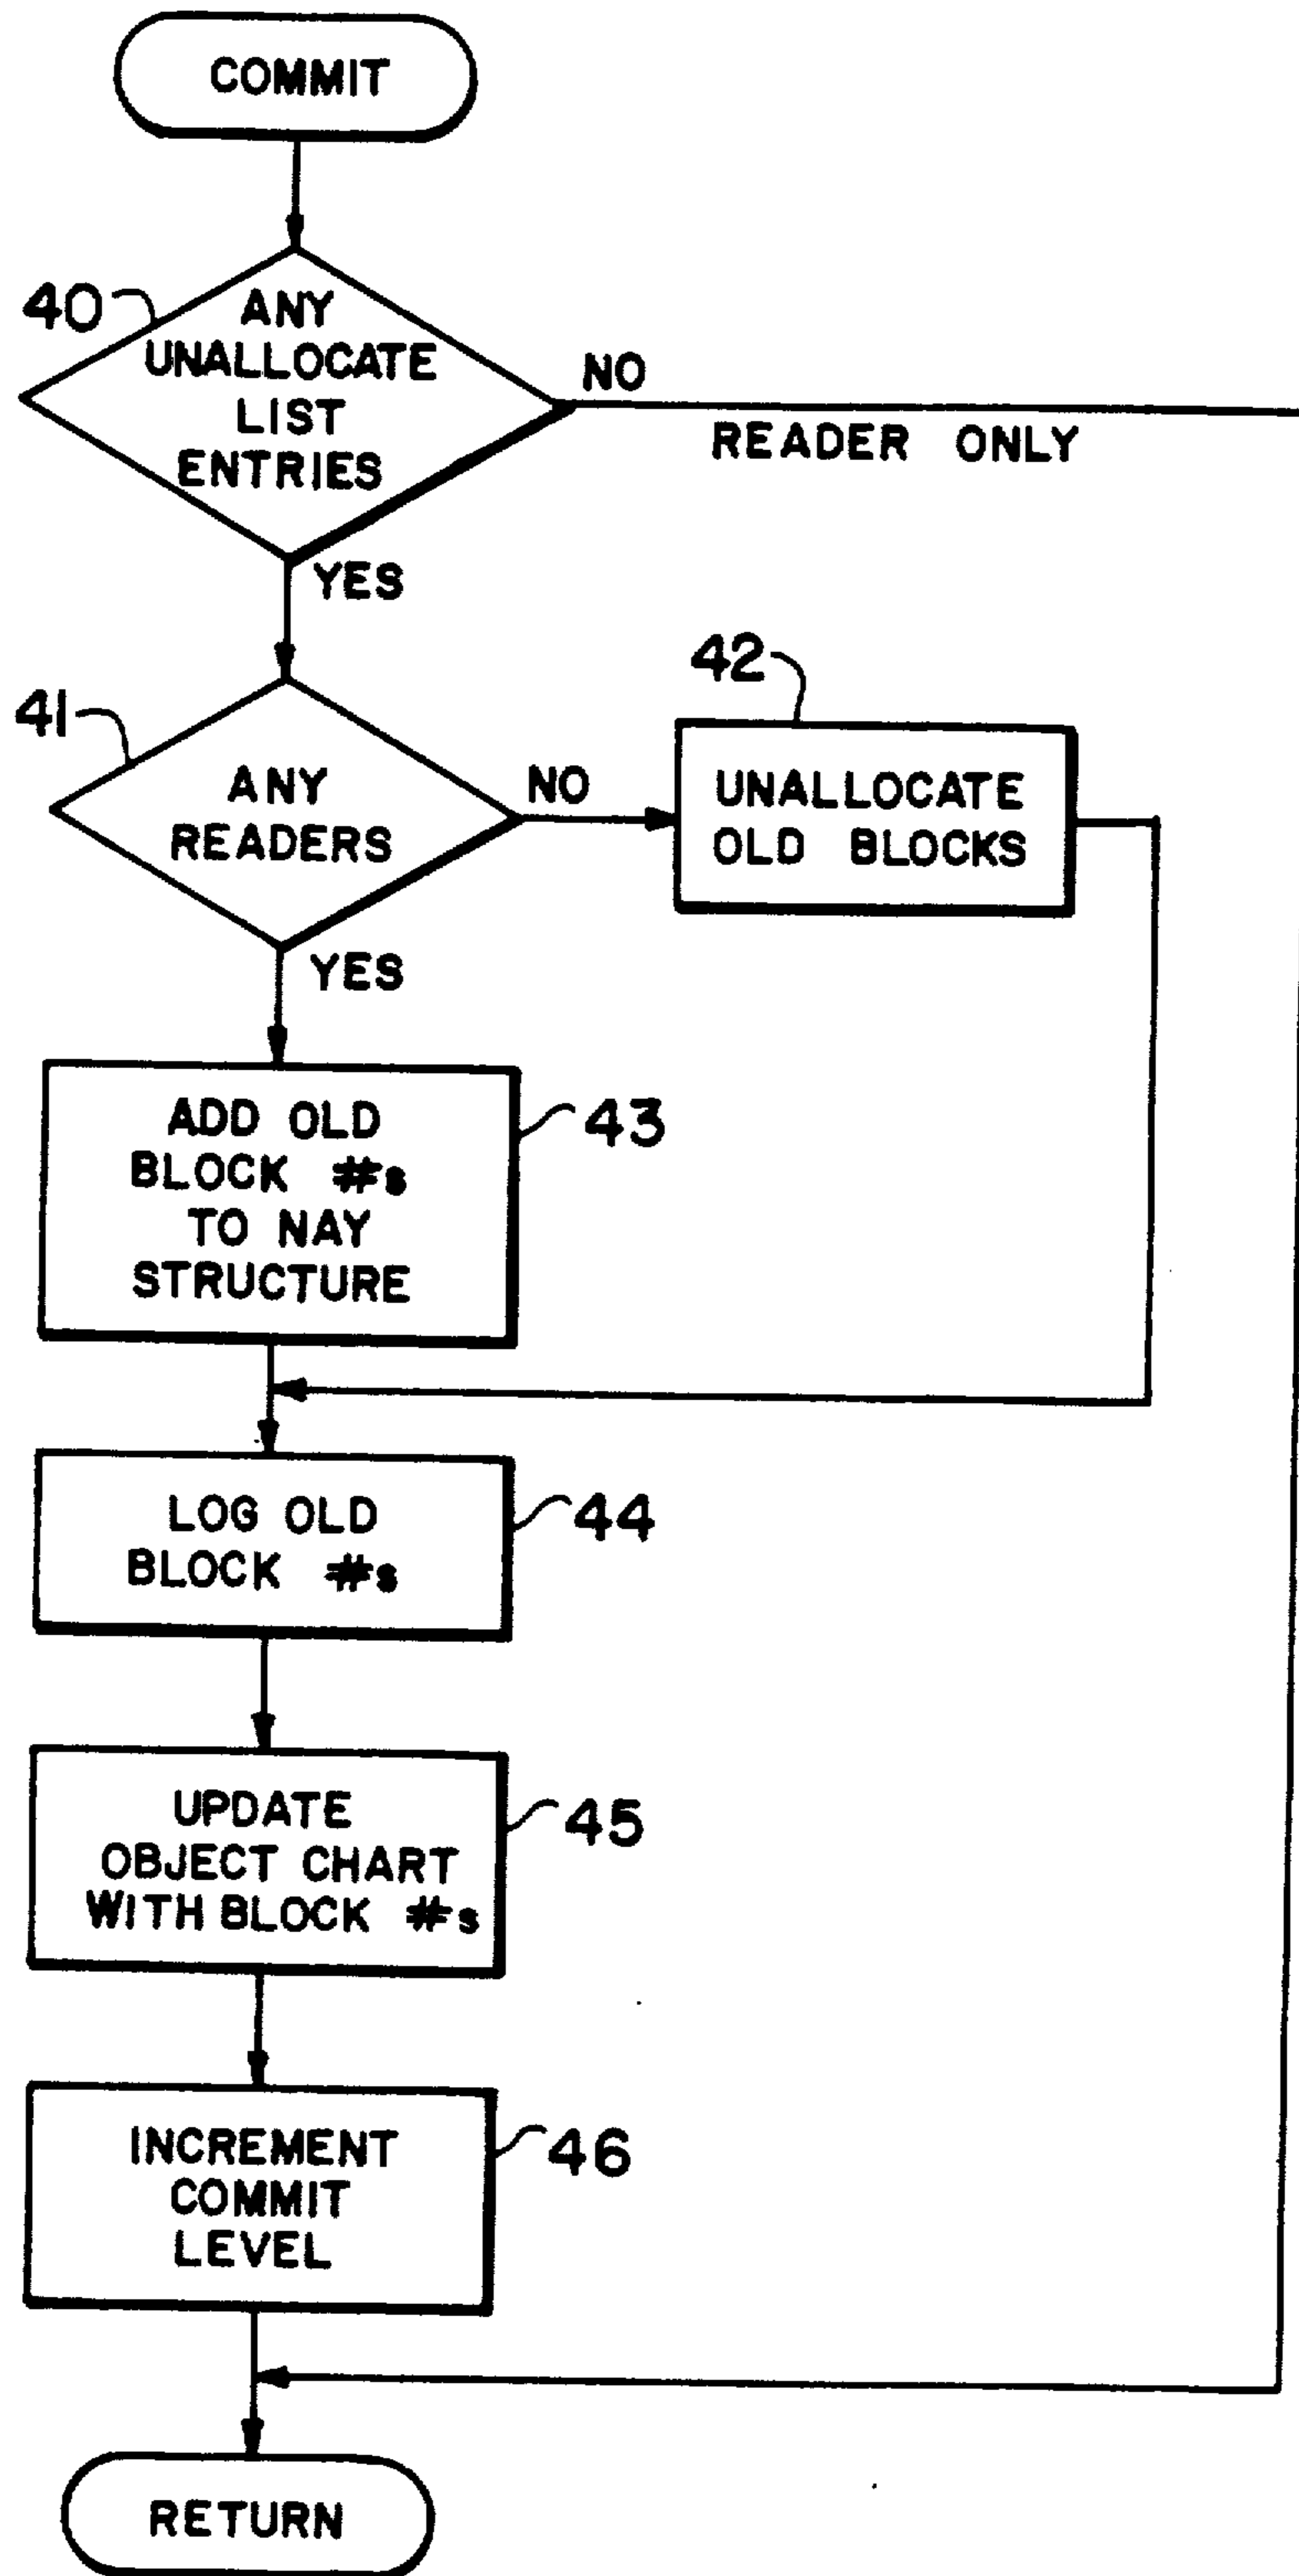 COMMIT
40
ANY
UNALLOCATE
LIST
ENTRIES
NO
READER ONLY
YES
41
ANY
READERS
NO
42
UNALLOCATE
OLD BLOCKS
YES
ADD OLD
BLOCK #s
TO NAY
STRUCTURE
43
LOG OLD
BLOCK #s
44
UPDATE
OBJECT CHART
WITH BLOCK #s
45
INCREMENT
COMMIT
LEVEL
46
RETURN